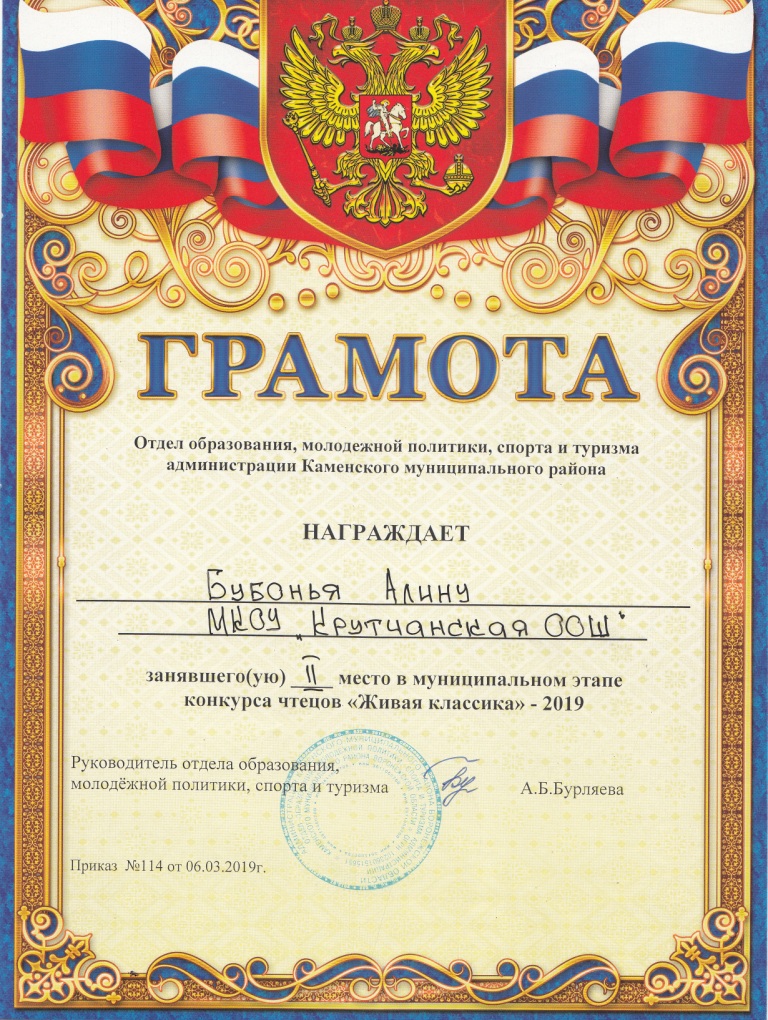 ГРАМОТА
Отдел образования, молодежной политики, спорта и туризма
администрации Каменского муниципального района
НАГРАЖДАЕТ
Бубонья Алину
МКОУ „Крутчанская ООШ"
занявшего(ую) II место в муниципальном этапе
конкурса чтецов «Живая классика» - 2019
Руководитель отдела образования,
молодёжной политики, спорта и туризма
А.Б.Бурляева
Приказ №114 от 06.03.2019г.